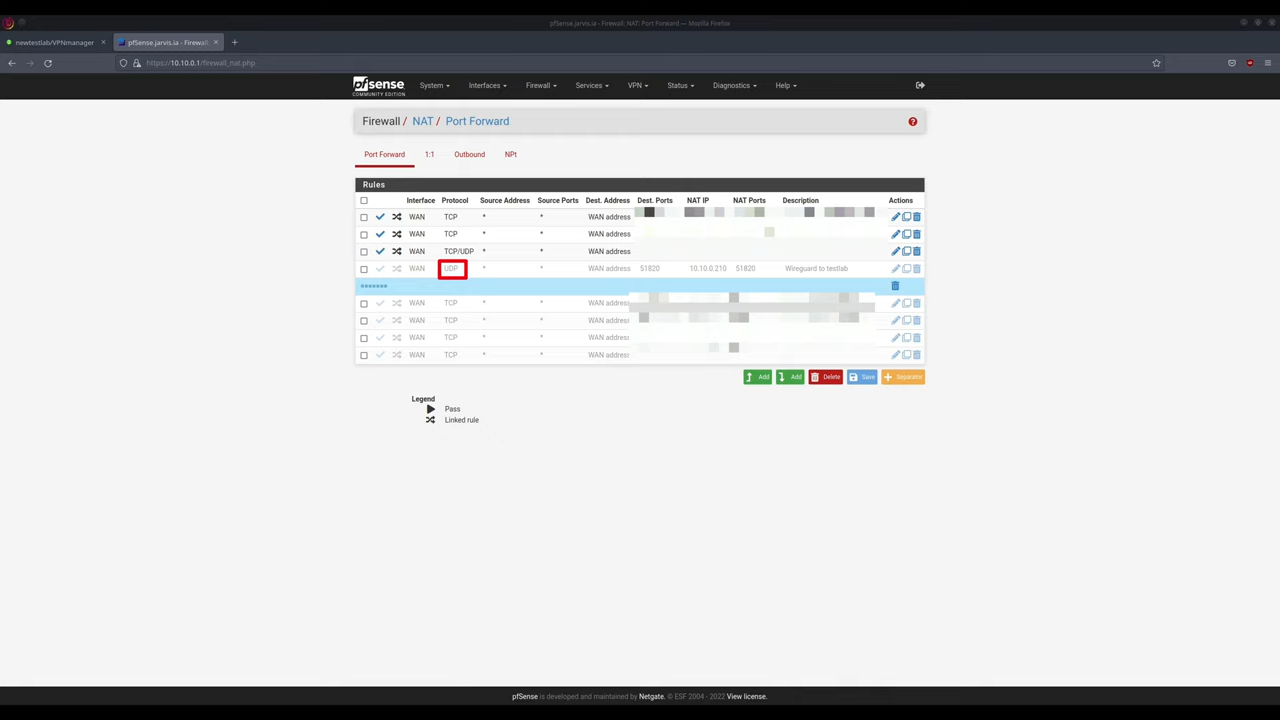 pfSense.jarvis.ia - Firewall: NAT: Port Forward — Mozilla Firefox
newtestlab/VPNmanager
pfSense.jarvis.ia - Firewall
https://10.10.0.1/firewall_nat.php
pfsense COMMUNITY EDITION System Interfaces Firewall Services VPN Status Diagnostics Help
Firewall / NAT / Port Forward
Port Forward 1:1 Outbound NPt
Rules
Interface Protocol Source Address Source Ports Dest. Address Dest. Ports NAT IP NAT Ports Description Actions
WAN TCP * * WAN address
WAN TCP * * WAN address
WAN TCP/UDP * * WAN address
WAN UDP * * WAN address 51820 10.10.0.210 51820 Wireguard to testlab
=======
WAN TCP * * WAN address
WAN TCP * * WAN address
WAN TCP * * WAN address
WAN TCP * * WAN address
Add Add Delete Save Separator
Legend
Pass
Linked rule
pfSense is developed and maintained by Netgate. © ESF 2004 - 2022 View license.